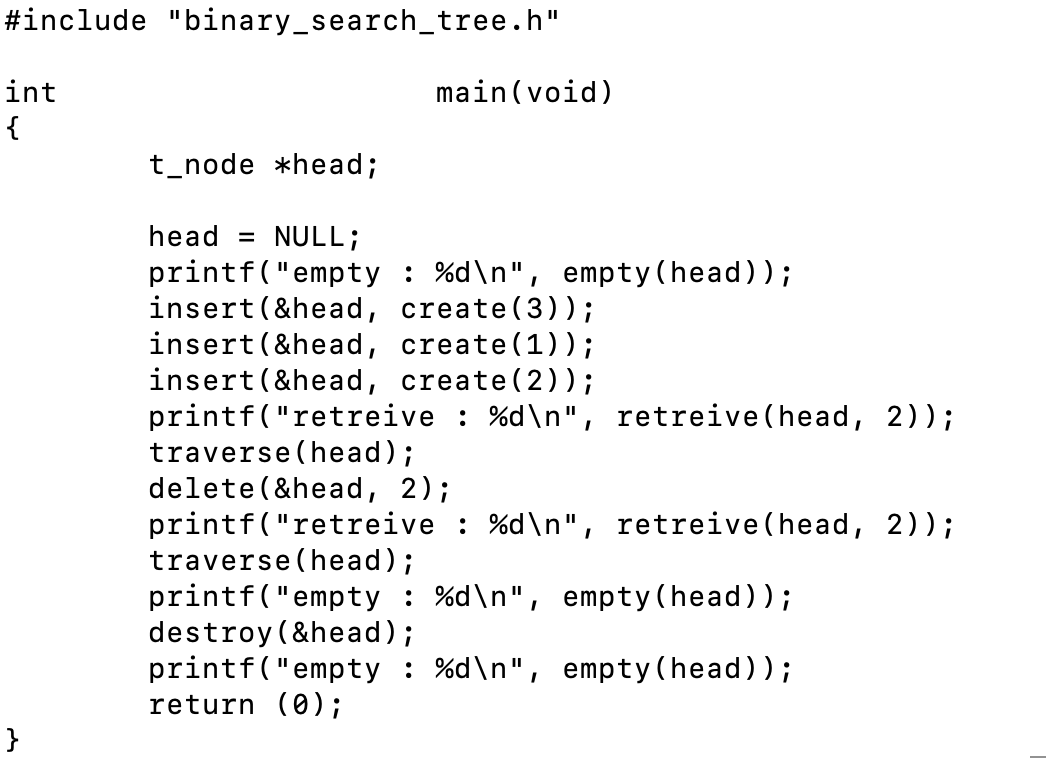 #include "binary_search_tree.h"

int                     main(void)
{
        t_node *head;

        head = NULL;
        printf("empty : %d\n", empty(head));
        insert(&head, create(3));
        insert(&head, create(1));
        insert(&head, create(2));
        printf("retreive : %d\n", retreive(head, 2));
        traverse(head);
        delete(&head, 2);
        printf("retreive : %d\n", retreive(head, 2));
        traverse(head);
        printf("empty : %d\n", empty(head));
        destroy(&head);
        printf("empty : %d\n", empty(head));
        return (0);
}